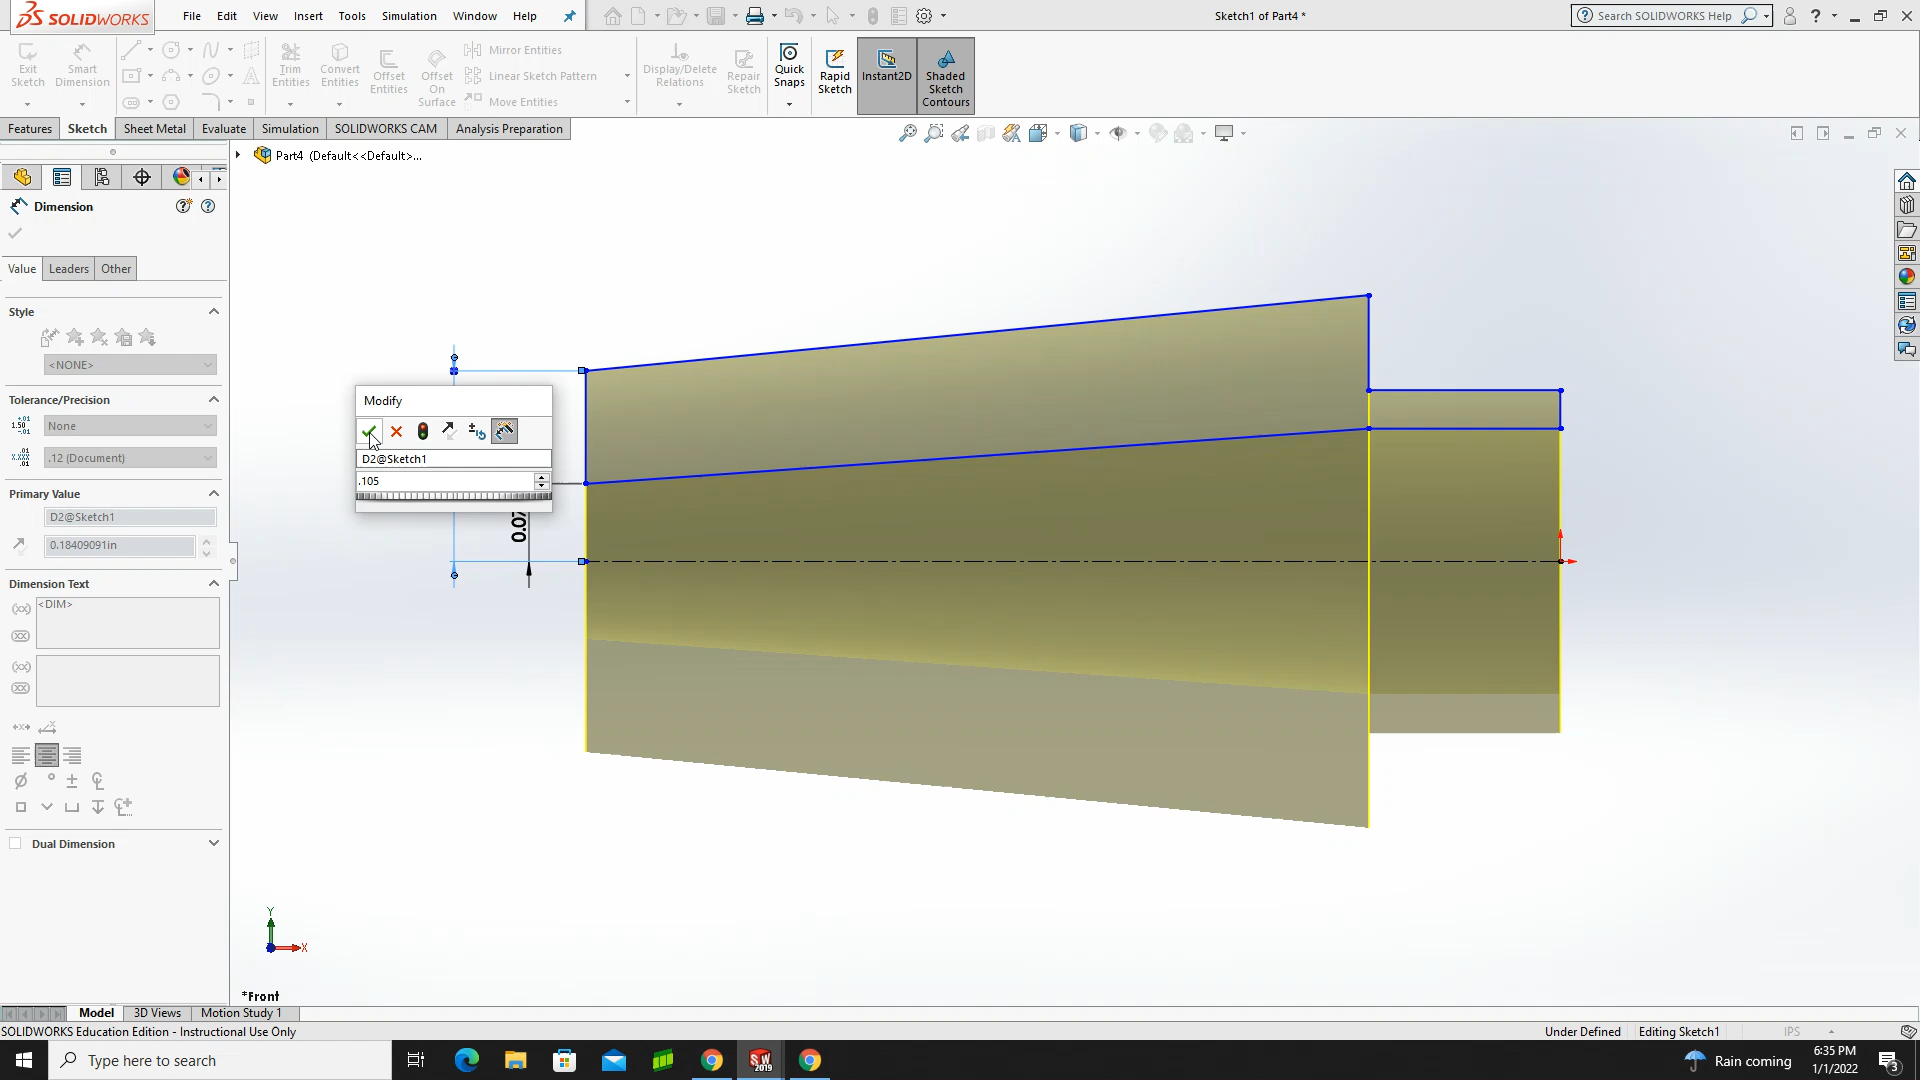 SOLIDWORKS
File Edit View Insert Tools Simulation Window Help
Sketch1 of Part4 *
Search SOLIDWORKS Help
?
Exit Sketch
Smart Dimension
Trim Entities
Convert Entities
Offset Entities
Offset On Surface
Mirror Entities
Linear Sketch Pattern
Move Entities
Display/Delete Relations
Repair Sketch
Quick Snaps
Rapid Sketch
Instant2D
Shaded Sketch Contours
Features Sketch Sheet Metal Evaluate Simulation SOLIDWORKS CAM Analysis Preparation
Part4 (Default<<Default>...
Dimension
Value Leaders Other
Style
<NONE>
Tolerance/Precision
None
.12 (Document)
Primary Value
D2@Sketch1
0.18409091in
Dimension Text
<DIM>
Dual Dimension
Modify
D2@Sketch1
.105
Y
X
*Front
Model 3D Views Motion Study 1
SOLIDWORKS Education Edition - Instructional Use Only
Under Defined Editing Sketch1 IPS
Type here to search
SW 2019
Rain coming
6:35 PM
1/1/2022
3